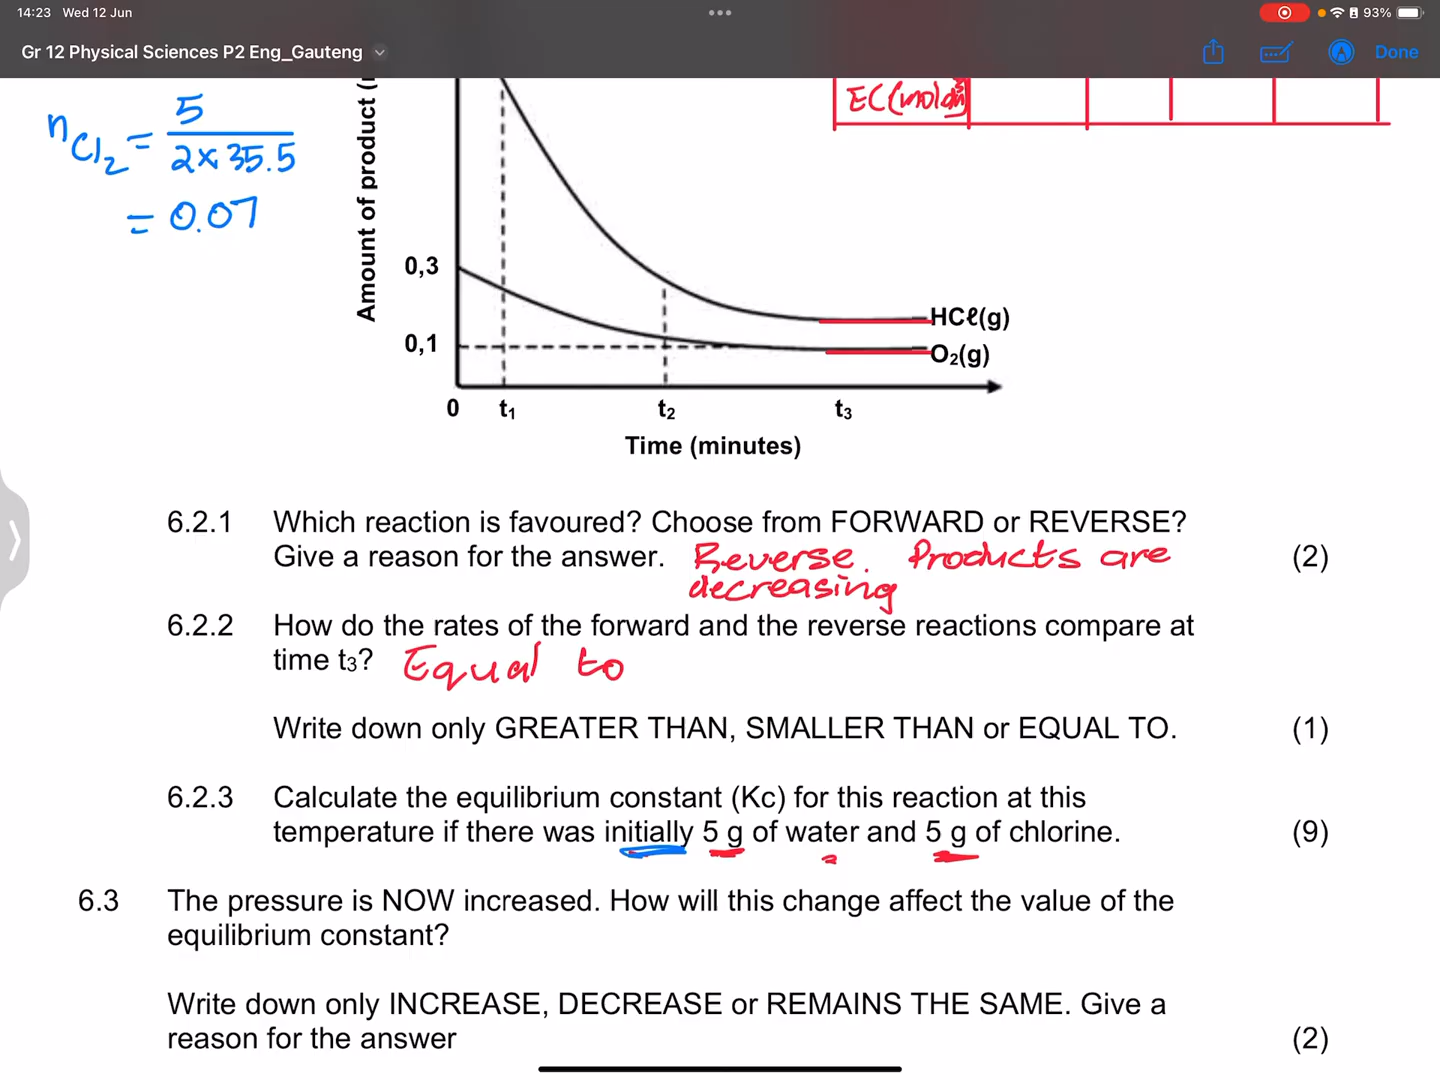 14:23 Wed 12 Jun
93%
Gr 12 Physical Sciences P2 Eng_Gauteng
Done
nCl₂ = 5
2×35.5
= 0.07
Amount of product
EC(mol
0,3
0,1
HCℓ(g)
O₂(g)
0 t₁ t₂ t₃
Time (minutes)
6.2.1 Which reaction is favoured? Choose from FORWARD or REVERSE?
Give a reason for the answer. Reverse. Products are (2)
decreasing
6.2.2 How do the rates of the forward and the reverse reactions compare at
time t₃? Equal to
Write down only GREATER THAN, SMALLER THAN or EQUAL TO. (1)
6.2.3 Calculate the equilibrium constant (Kc) for this reaction at this
temperature if there was initially 5 g of water and 5 g of chlorine. (9)
6.3 The pressure is NOW increased. How will this change affect the value of the
equilibrium constant?
Write down only INCREASE, DECREASE or REMAINS THE SAME. Give a
reason for the answer (2)